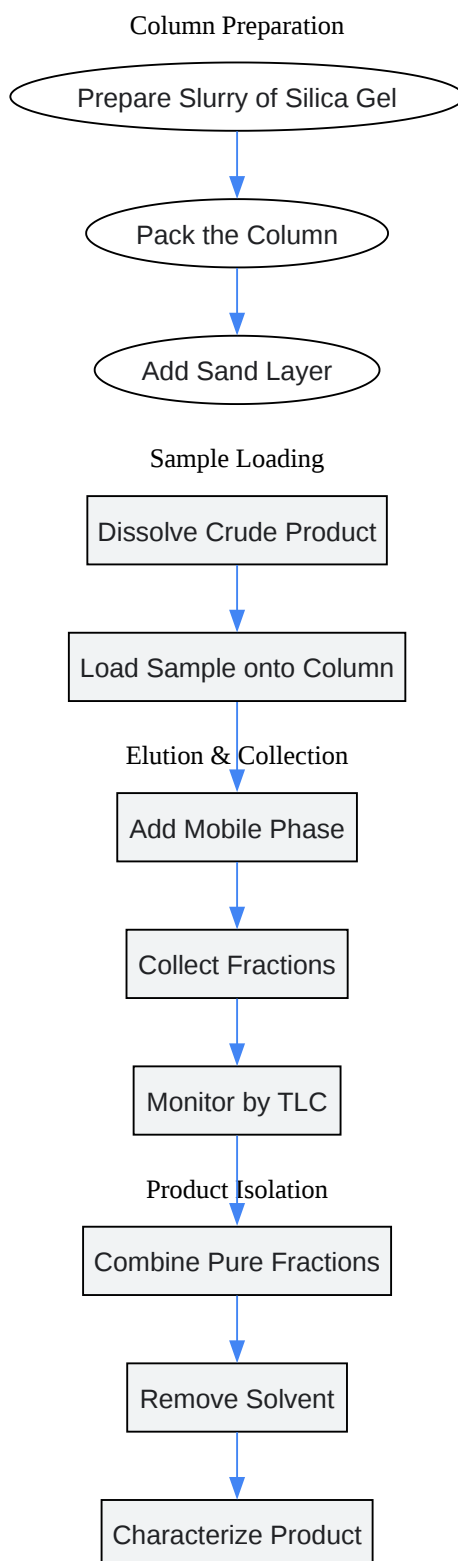 Column Preparation
Prepare Slurry of Silica Gel
Pack the Column
Add Sand Layer
Sample Loading
Dissolve Crude Product
Load Sample onto Column
Elution & Collection
Add Mobile Phase
Collect Fractions
Monitor by TLC
Product Isolation
Combine Pure Fractions
Remove Solvent
Characterize Product